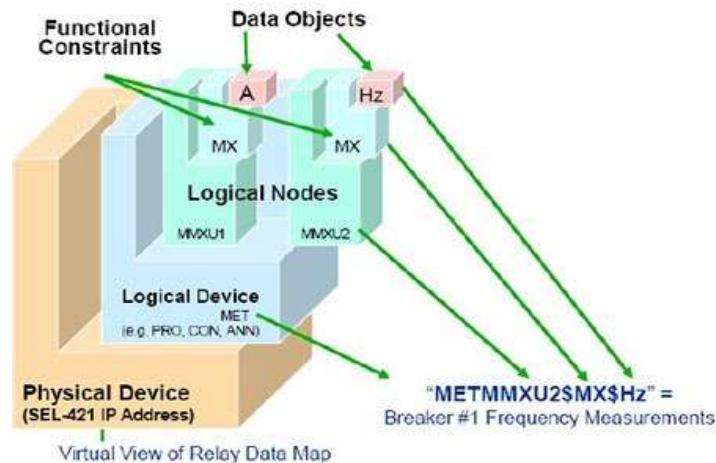 Functional
Constraints
Data Objects
A
Hz
MX
MX
Logical Nodes
MMXU1
MMXU2
Logical Device
MET
(e.g. PRO, CON, ANN)
Physical Device
(SEL-421 IP Address)
"METMMXU2$MX$Hz" =
Breaker #1 Frequency Measurements
Virtual View of Relay Data Map